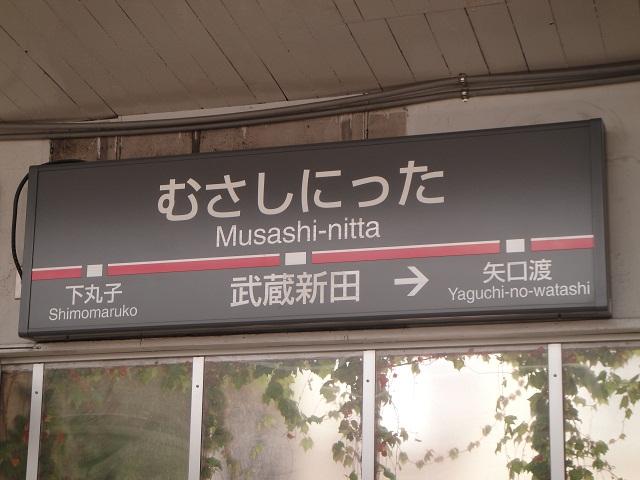 むさしにった
Musashi-nitta
下丸子
Shimomaruko
武蔵新田 →
矢口渡
Yaguchi-no-watashi